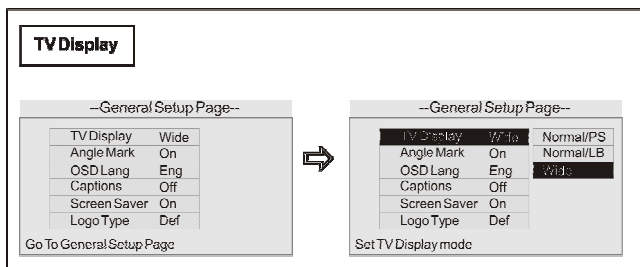 TV Display
--General Setup Page--
TV Display Wide
Angle Mark On
OSD Lang Eng
Captions Off
Screen Saver On
Logo Type Def
Go To General Setup Page
--General Setup Page--
TV Display Wide Normal/PS
Angle Mark On Normal/LB
OSD Lang Eng Wide
Captions Off
Screen Saver On
Logo Type Def
Set TV Display mode